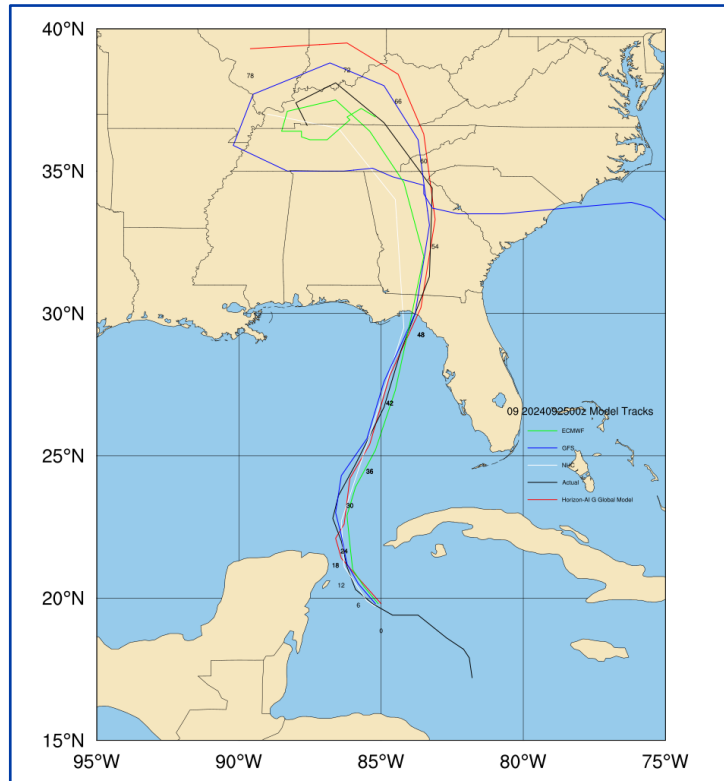 40°N
78
72
66
35°N
60
54
30°N
48
42
09 2024092500z Model Tracks
ECMWF
GFS
NHC
Actual
Horizon-AI G Global Model
25°N
36
30
24
18
12
20°N
6
0
15°N
95°W
90°W
85°W
80°W
75°W